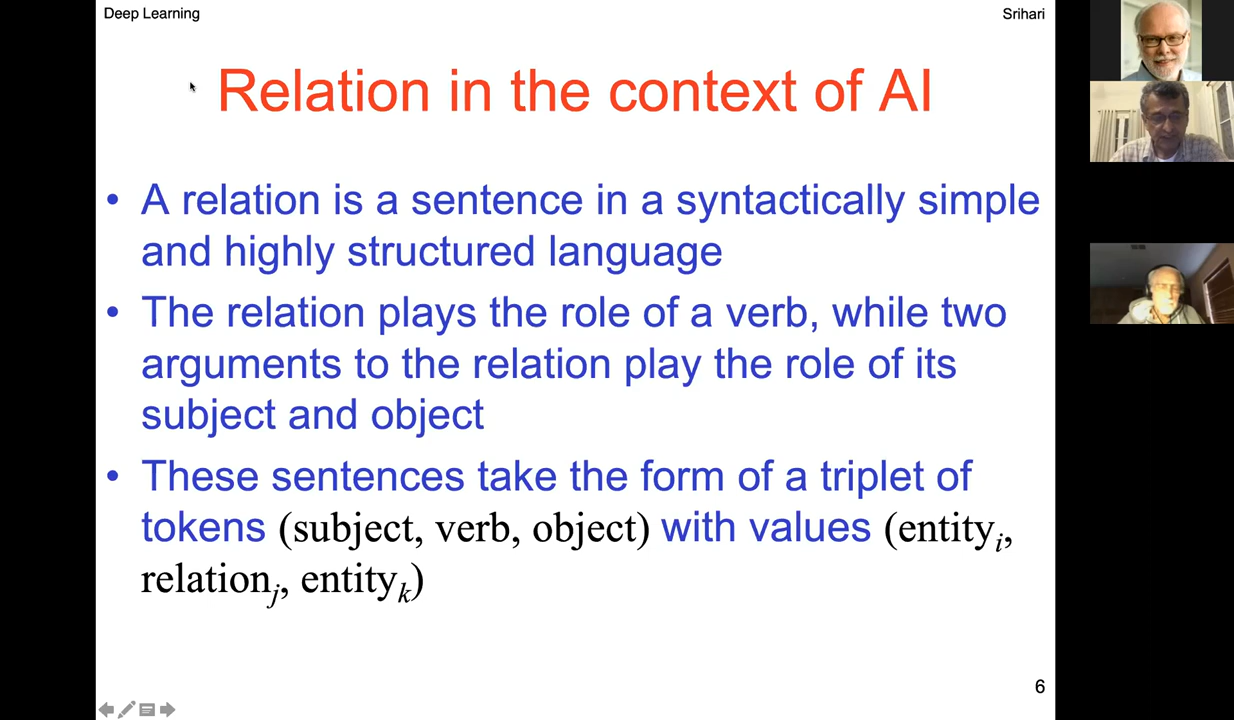 Deep Learning
Srihari
Relation in the context of AI
• A relation is a sentence in a syntactically simple
and highly structured language
• The relation plays the role of a verb, while two
arguments to the relation play the role of its
subject and object
• These sentences take the form of a triplet of
tokens (subject, verb, object) with values (entityᵢ,
relationⱼ, entityₖ)
6